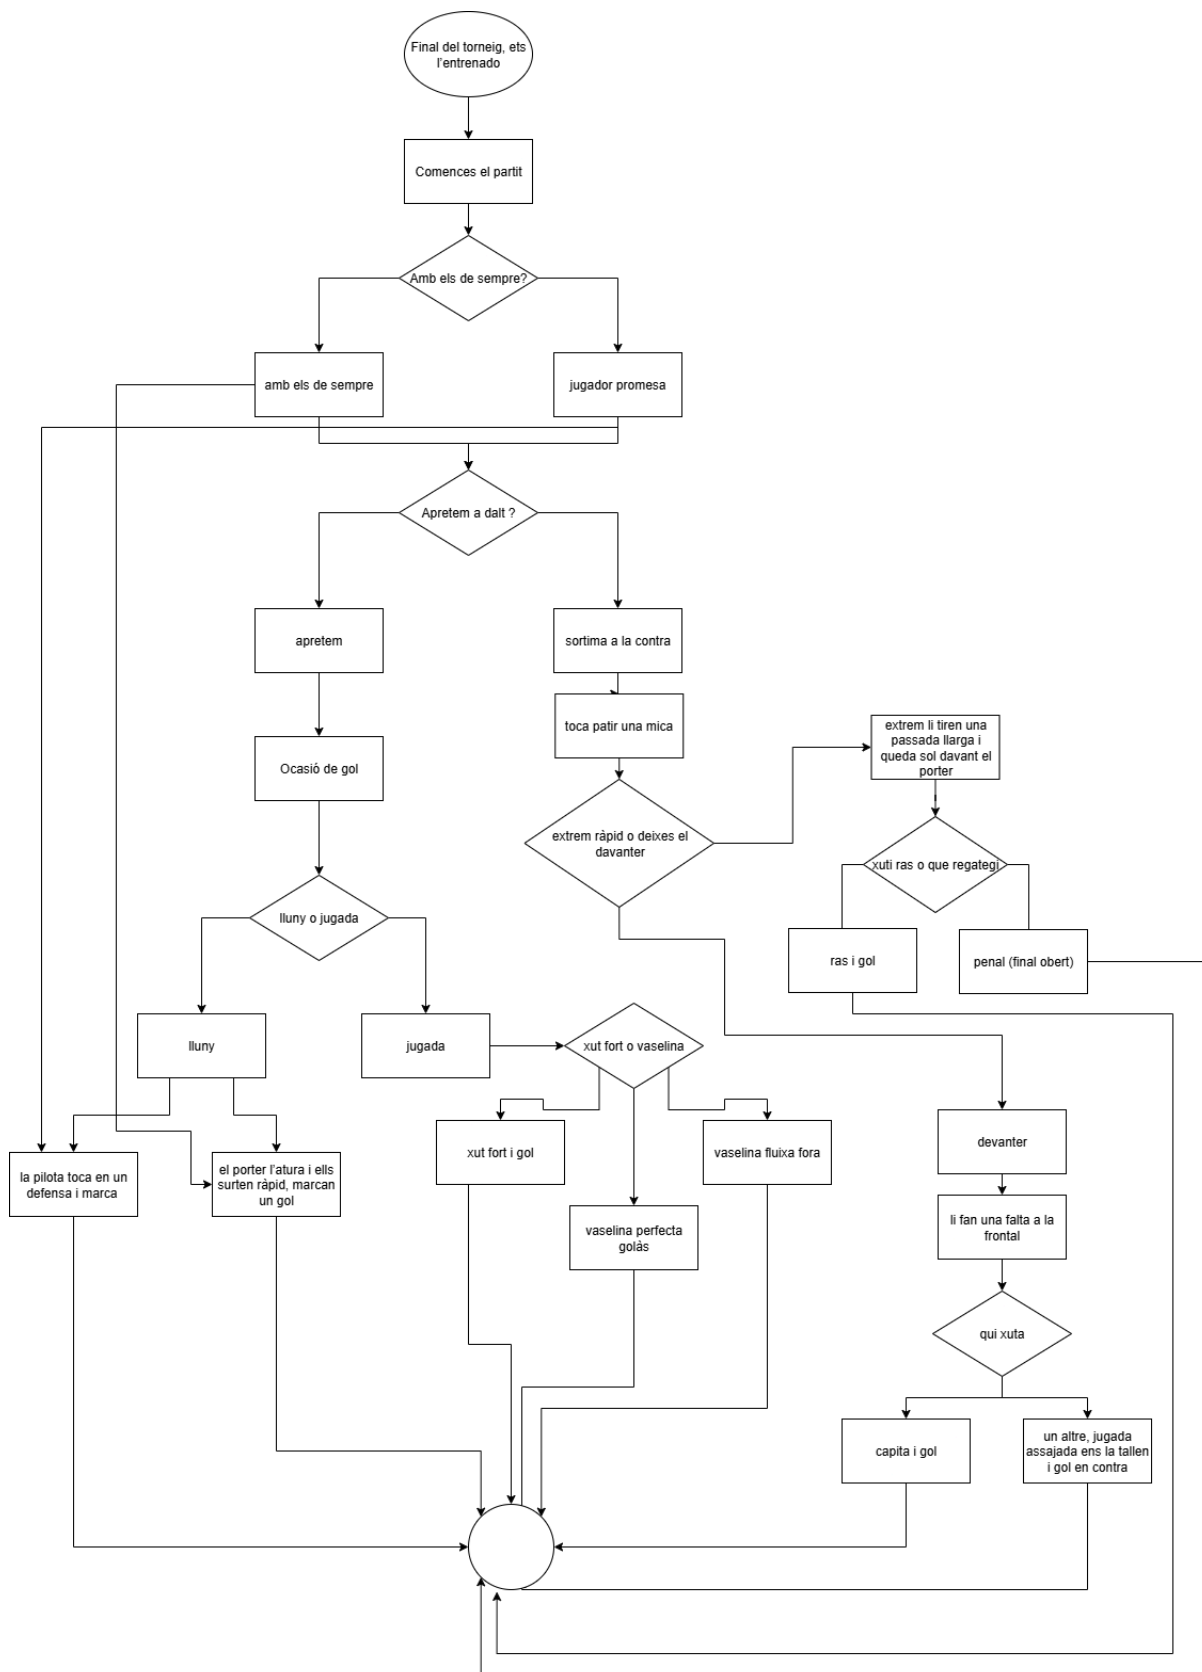 Final del torneig, ets
l'entrenado
Comences el partit
Amb els de sempre?
amb els de sempre
jugador promesa
Apretem a dalt ?
apretem
sortima a la contra
toca patir una mica
Ocasió de gol
extrem li tiren una
passada llarga i
queda sol davant el
porter
extrem ràpid o deixes el
davanter
xuti ras o que regategi
lluny o jugada
ras i gol
penal (final obert)
lluny
jugada
xut fort o vaselina
devanter
xut fort i gol
vaselina fluixa fora
la pilota toca en un
defensa i marca
el porter l'atura i ells
surten ràpid, marcan
un gol
vaselina perfecta
golàs
li fan una falta a la
frontal
qui xuta
capita i gol
un altre, jugada
assajada ens la tallen
i gol en contra